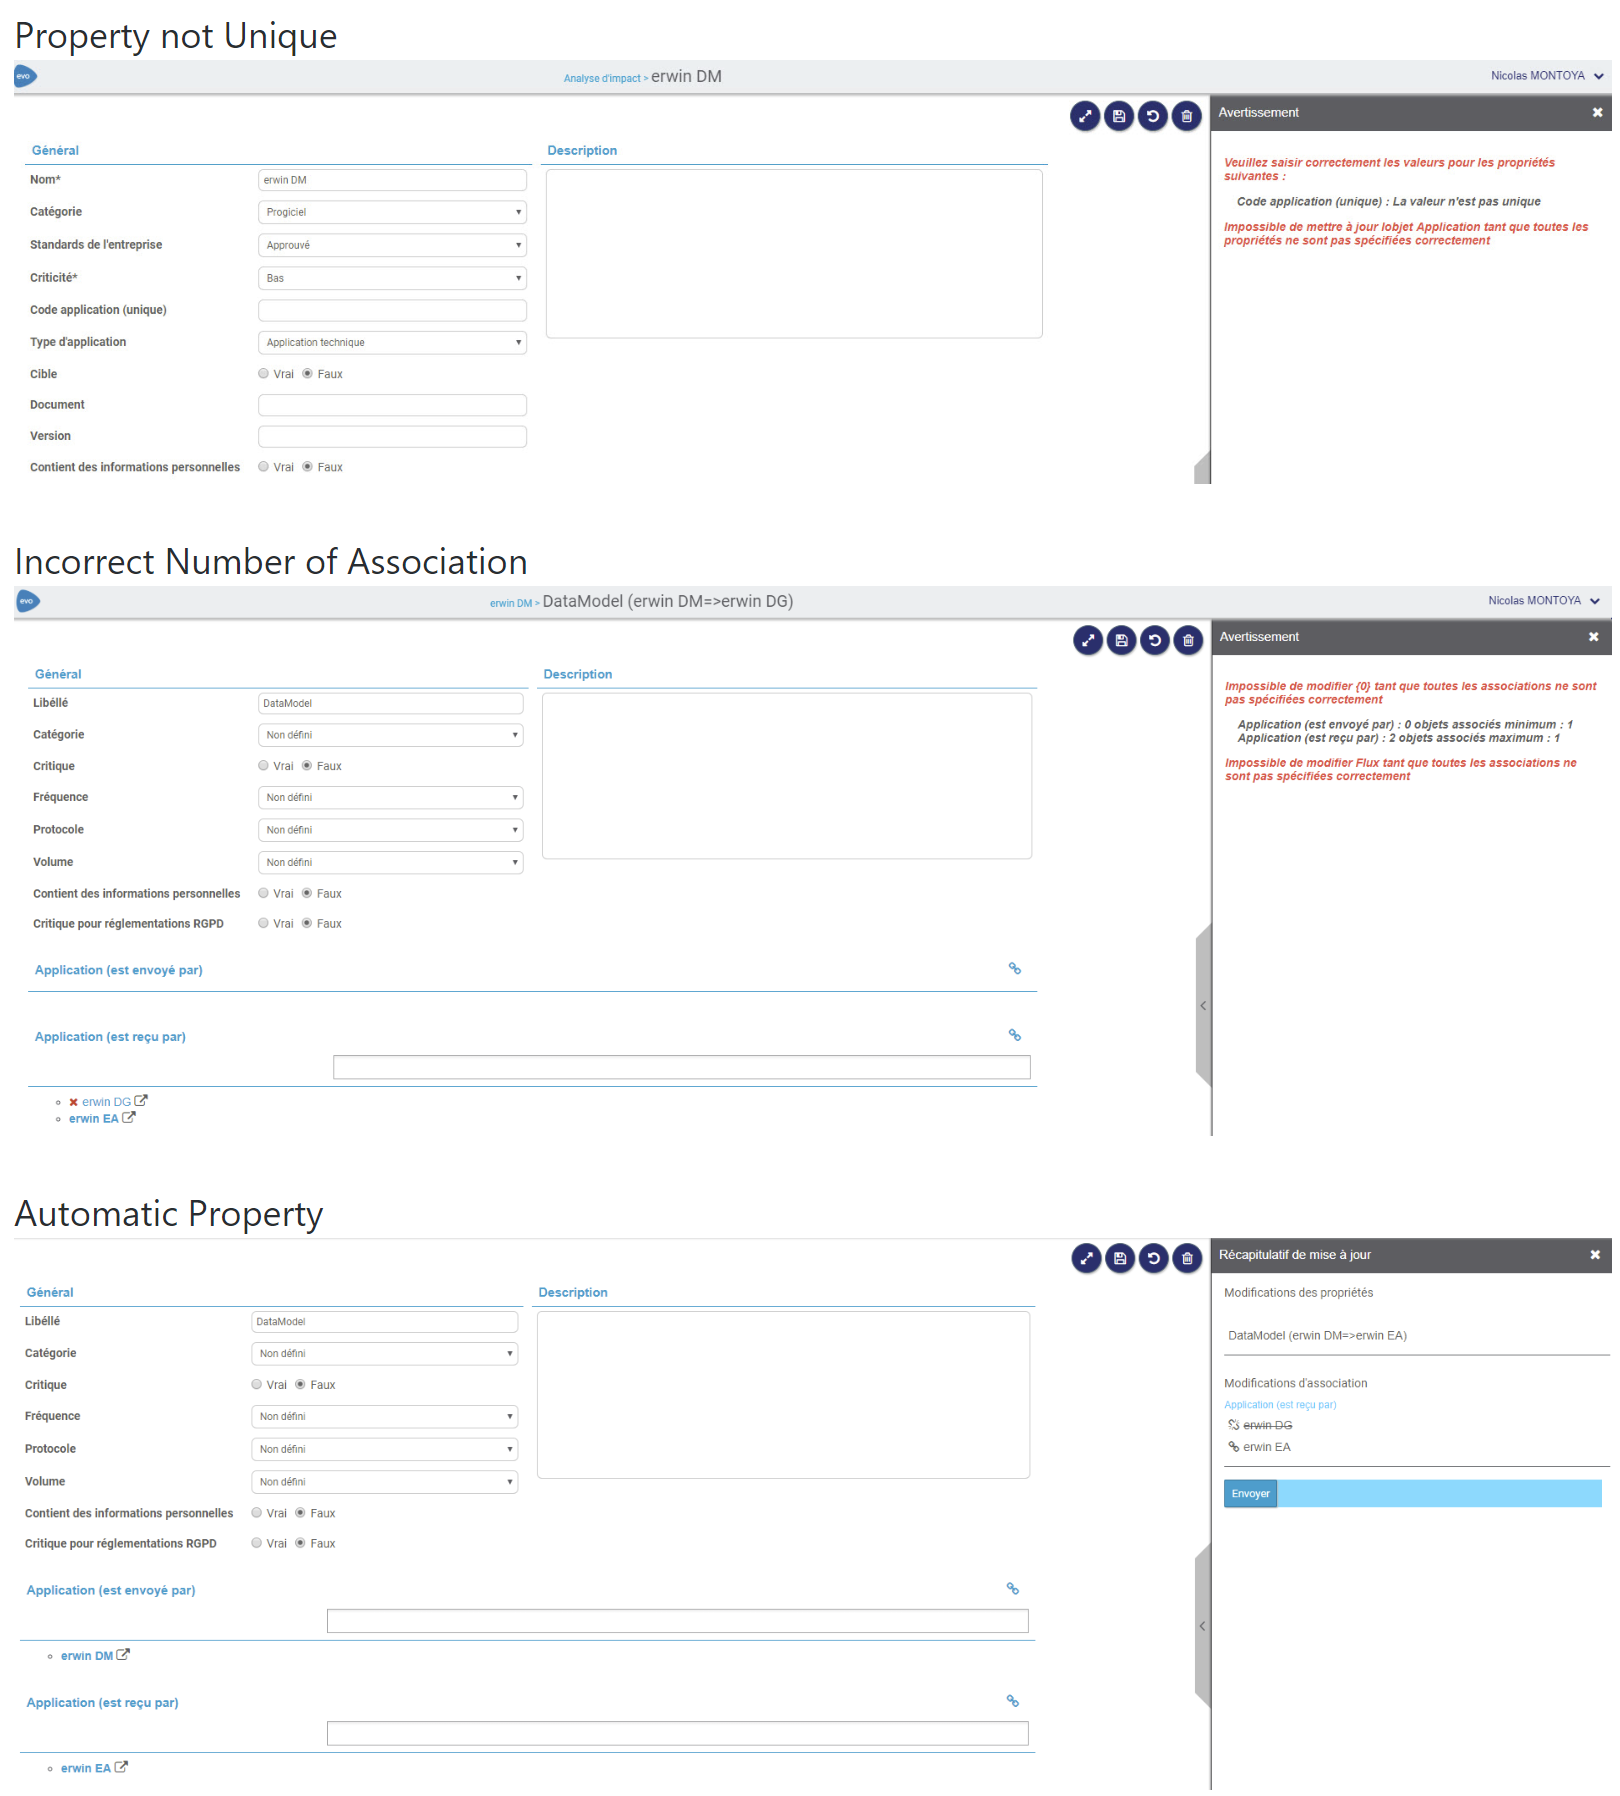 Property not Unique
evo
Analyse d'impact > erwin DM
Nicolas MONTOYA
Avertissement
Général
Description
Nom*
erwin DM
Catégorie
Progiciel
Standards de l'entreprise
Approuvé
Criticité*
Bas
Code application (unique)
Type d'application
Application technique
Cible
Vrai
Faux
Document
Version
Contient des informations personnelles
Vrai
Faux
Veuillez saisir correctement les valeurs pour les propriétés
suivantes :
Code application (unique) : La valeur n'est pas unique
Impossible de mettre à jour lobjet Application tant que toutes les
propriétés ne sont pas spécifiées correctement
Incorrect Number of Association
evo
erwin DM > DataModel (erwin DM=>erwin DG)
Nicolas MONTOYA
Avertissement
Général
Description
Libéllé
DataModel
Catégorie
Non défini
Critique
Vrai
Faux
Fréquence
Non défini
Protocole
Non défini
Volume
Non défini
Contient des informations personnelles
Vrai
Faux
Critique pour réglementations RGPD
Vrai
Faux
Application (est envoyé par)
Application (est reçu par)
erwin DG
erwin EA
Impossible de modifier {0} tant que toutes les associations ne sont
pas spécifiées correctement
Application (est envoyé par) : 0 objets associés minimum : 1
Application (est reçu par) : 2 objets associés maximum : 1
Impossible de modifier Flux tant que toutes les associations ne
sont pas spécifiées correctement
Automatic Property
Récapitulatif de mise à jour
Général
Description
Libéllé
DataModel
Catégorie
Non défini
Critique
Vrai
Faux
Fréquence
Non défini
Protocole
Non défini
Volume
Non défini
Contient des informations personnelles
Vrai
Faux
Critique pour réglementations RGPD
Vrai
Faux
Application (est envoyé par)
erwin DM
Application (est reçu par)
erwin EA
Modifications des propriétés
DataModel (erwin DM=>erwin EA)
Modifications d'association
Application (est reçu par)
erwin DG
erwin EA
Envoyer